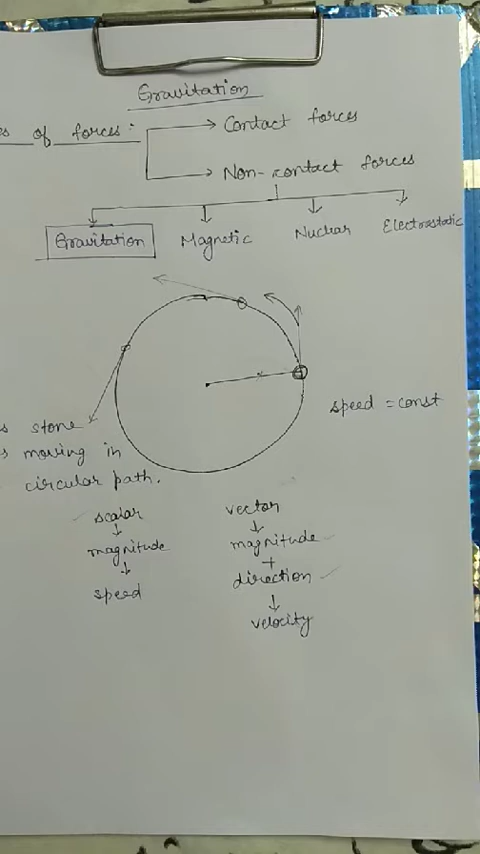 Gravitation
es of forces:
Contact forces
Non-contact forces
Gravitation Magnetic Nuclear Electrostatic
speed = const
s stone
s moving in
circular path.
scalar vector
magnitude magnitude
+
speed direction
velocity